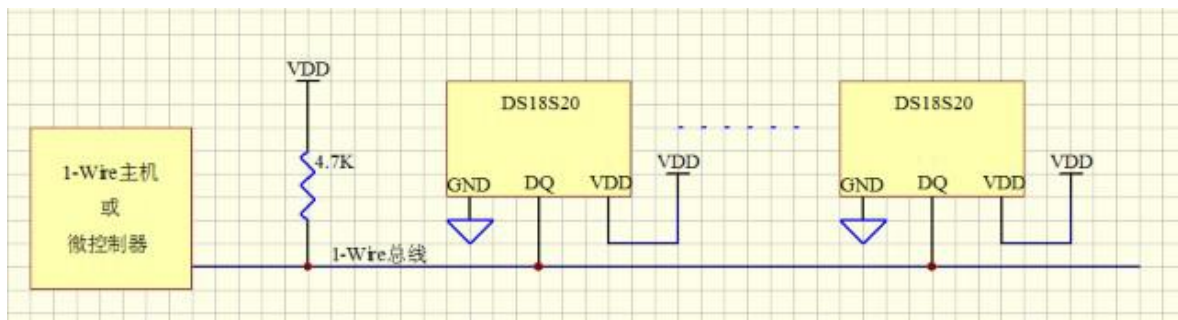 VDD
4.7K
1-Wire主机
或
微控制器
1-Wire总线
DS18S20
GND DQ VDD
VDD
DS18S20
GND DQ VDD
VDD